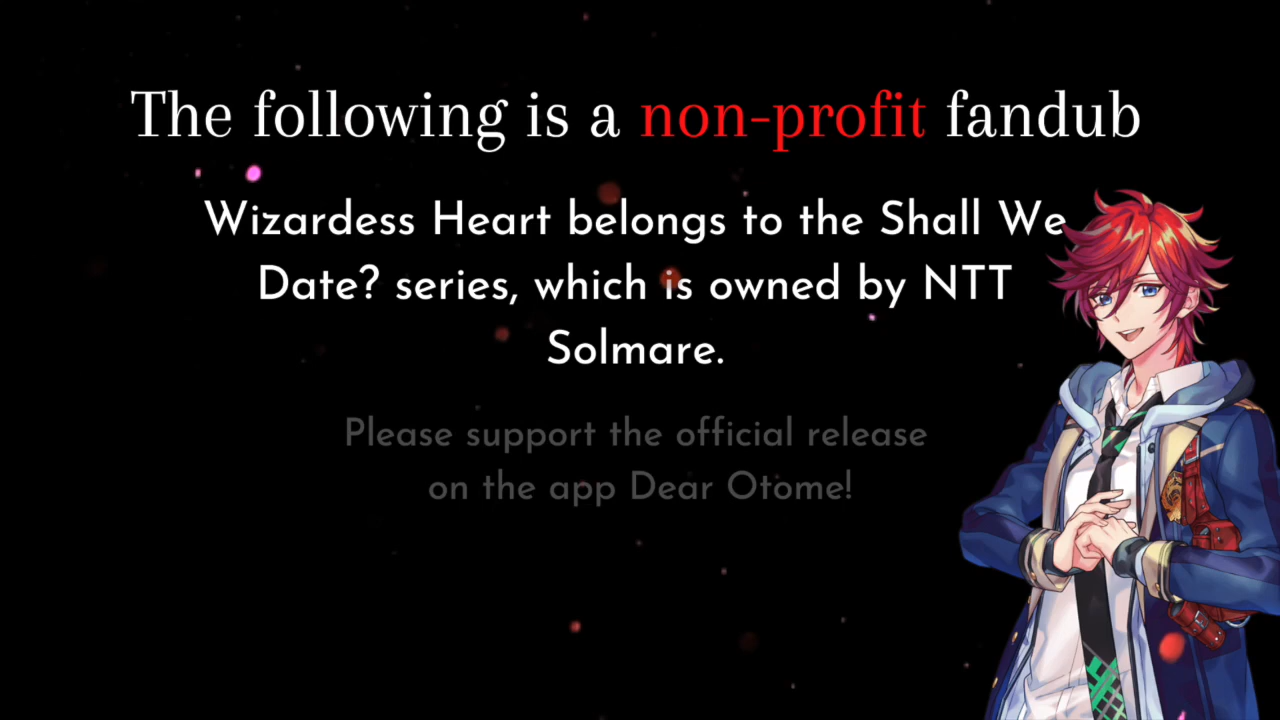 The following is a non-profit fandub
Wizardess Heart belongs to the Shall We
Date? series, which is owned by NTT
Solmare.
Please support the official release
on the app Dear Otome!